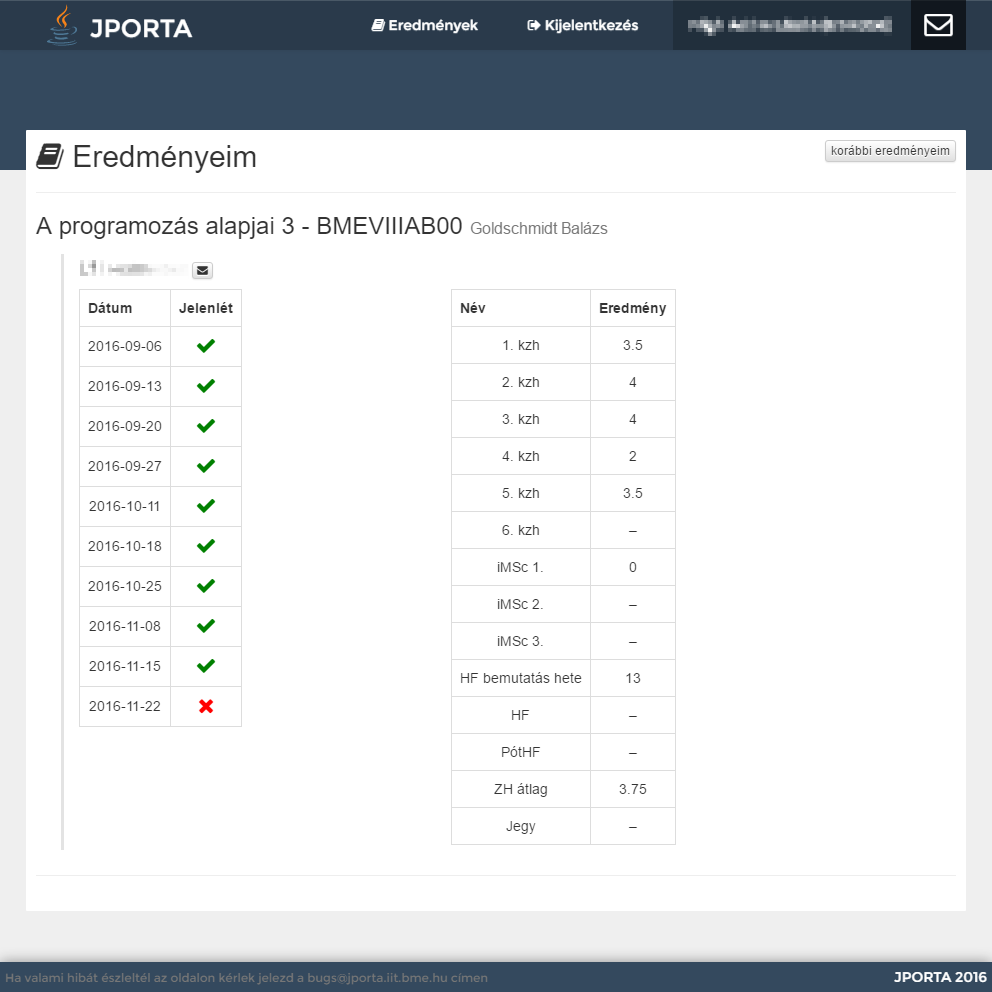 JPORTA Eredmények Kijelentkezés
Eredményeim korábbi eredményeim
A programozás alapjai 3 - BMEVIIIAB00 Goldschmidt Balázs
Dátum Jelenlét
2016-09-06
2016-09-13
2016-09-20
2016-09-27
2016-10-11
2016-10-18
2016-10-25
2016-11-08
2016-11-15
2016-11-22
Név Eredmény
1. kzh 3.5
2. kzh 4
3. kzh 4
4. kzh 2
5. kzh 3.5
6. kzh –
iMSc 1. 0
iMSc 2. –
iMSc 3. –
HF bemutatás hete 13
HF –
PótHF –
ZH átlag 3.75
Jegy –
Ha valami hibát észleltél az oldalon kérlek jelezd a bugs@jporta.iit.bme.hu címen JPORTA 2016